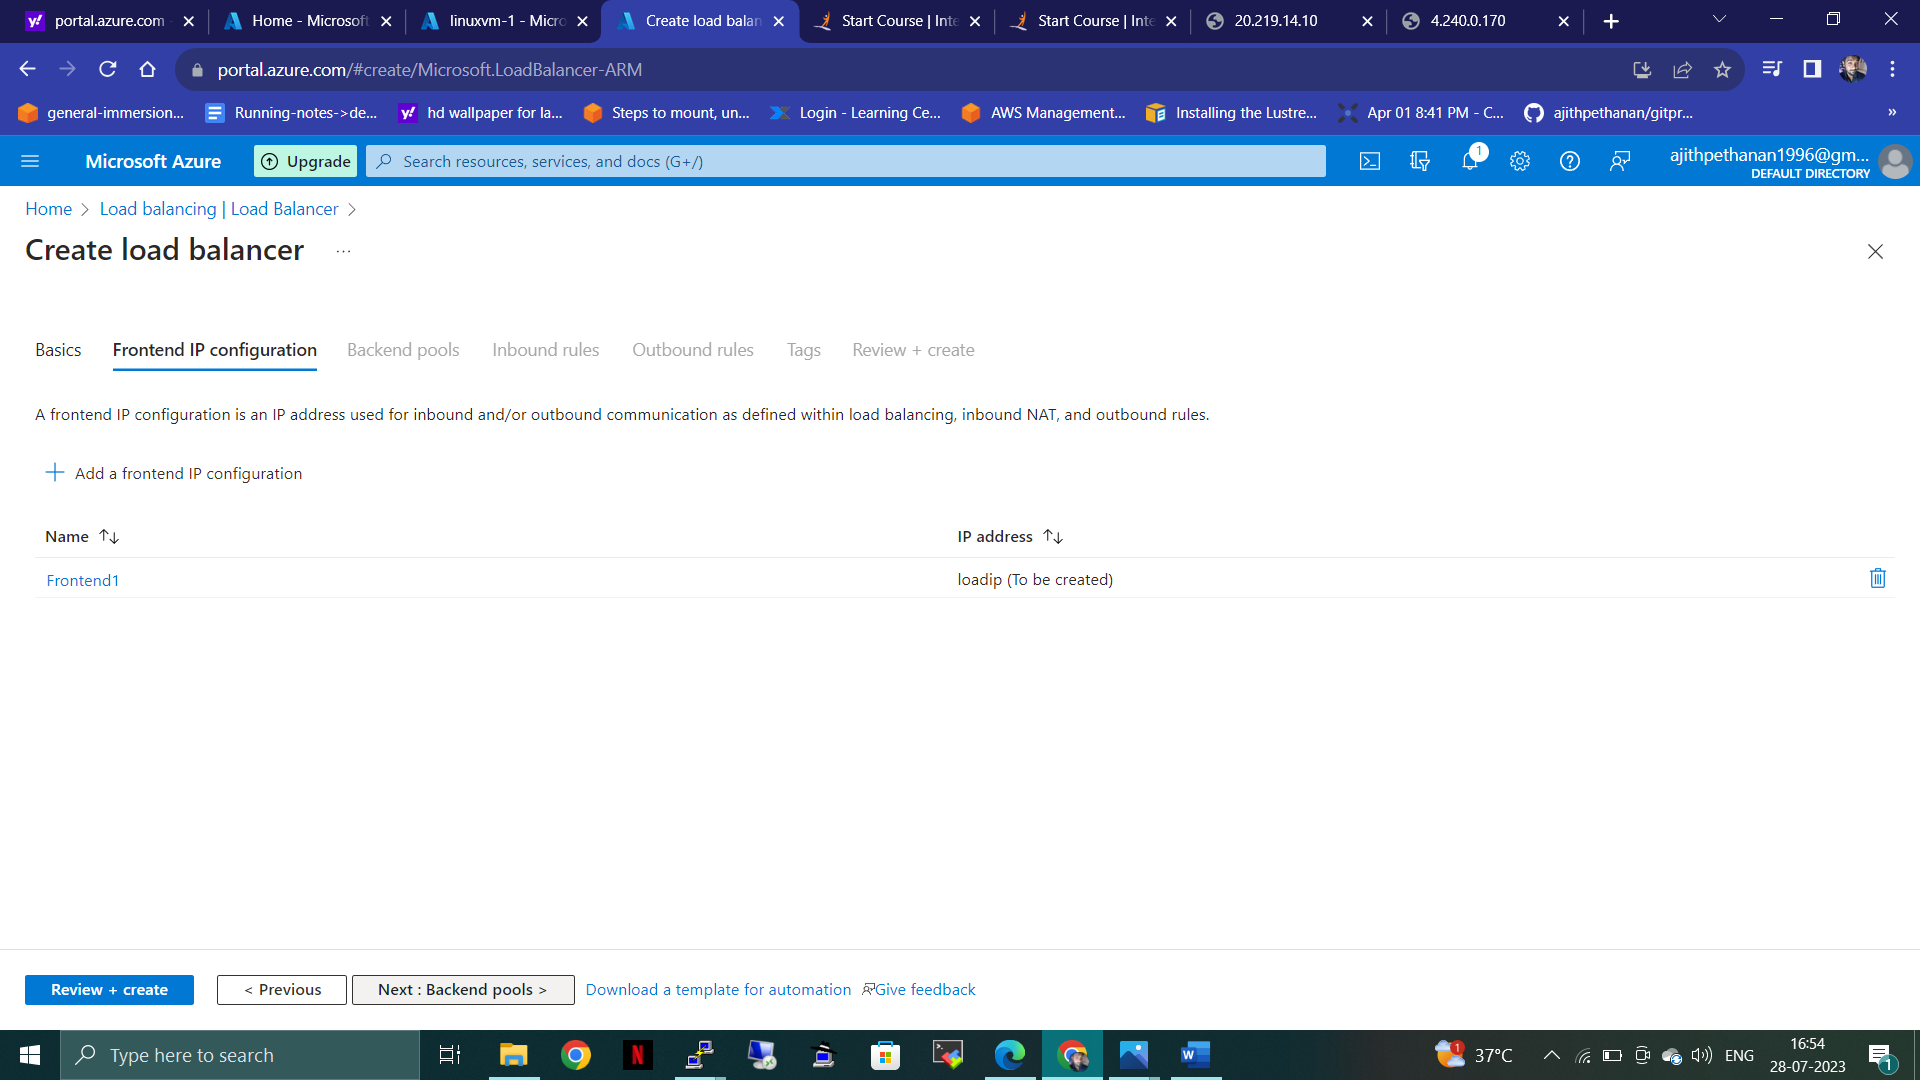 portal.azure.com
Home - Microsoft
linuxvm-1 - Micro
Create load balan
Start Course | Inte
Start Course | Inte
20.219.14.10
4.240.0.170
portal.azure.com/#create/Microsoft.LoadBalancer-ARM
general-immersion...
Running-notes->de...
hd wallpaper for la...
Steps to mount, un...
Login - Learning Ce...
AWS Management...
Installing the Lustre...
Apr 01 8:41 PM - C...
ajithpethanan/gitpr...
»
Microsoft Azure
Upgrade
Search resources, services, and docs (G+/)
1
ajithpethanan1996@gm...
DEFAULT DIRECTORY
Home > Load balancing | Load Balancer >
Create load balancer ...
Basics
Frontend IP configuration
Backend pools
Inbound rules
Outbound rules
Tags
Review + create
A frontend IP configuration is an IP address used for inbound and/or outbound communication as defined within load balancing, inbound NAT, and outbound rules.
+ Add a frontend IP configuration
Name ↑↓
IP address ↑↓
Frontend1
loadip (To be created)
Review + create
< Previous
Next : Backend pools >
Download a template for automation
Give feedback
Type here to search
1
37°C
ENG
16:54
28-07-2023
1